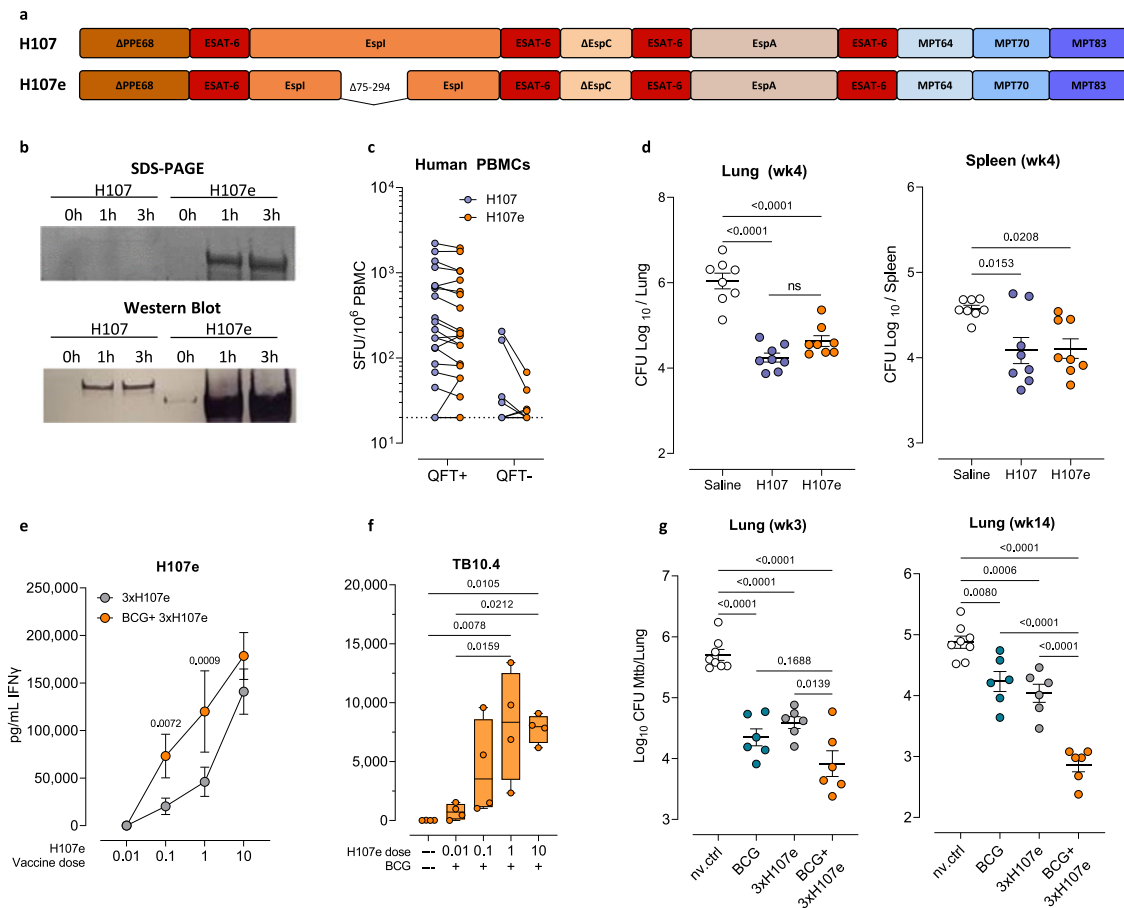 a
H107
ΔPPE68 ESAT-6 EspI ESAT-6 ΔEspC ESAT-6 EspA ESAT-6 MPT64 MPT70 MPT83
H107e
ΔPPE68 ESAT-6 EspI Δ75-294 EspI ESAT-6 ΔEspC ESAT-6 EspA ESAT-6 MPT64 MPT70 MPT83
b
SDS-PAGE
H107 H107e
0h 1h 3h 0h 1h 3h
Western Blot
H107 H107e
0h 1h 3h 0h 1h 3h
c
Human PBMCs
H107
H107e
SFU/10⁶ PBMC
10⁴
10³
10²
10¹
QFT+ QFT-
d
Lung (wk4)
<0.0001
<0.0001
ns
CFU Log 10 / Lung
8
6
4
2
Saline H107 H107e
Spleen (wk4)
0.0208
0.0153
CFU Log 10 / Spleen
6
5
4
3
Saline H107 H107e
e
H107e
3xH107e
BCG+ 3xH107e
pg/mL IFNγ
250,000
200,000
150,000
100,000
50,000
0
0.0072
0.0009
H107e
Vaccine dose
0.01 0.1 1 10
f
TB10.4
20,000
15,000
10,000
5,000
0
0.0105
0.0212
0.0078
0.0159
H107e dose -- 0.01 0.1 1 10
BCG -- + + + +
g
Lung (wk3)
<0.0001
<0.0001
<0.0001
0.1688
0.0139
Log10 CFU Mtb/Lung
7
6
5
4
3
nv.ctrl
BCG
3xH107e
BCG+
3xH107e
Lung (wk14)
<0.0001
0.0006
0.0080
<0.0001
<0.0001
6
5
4
3
2
nv.ctrl
BCG
3xH107e
BCG+
3xH107e